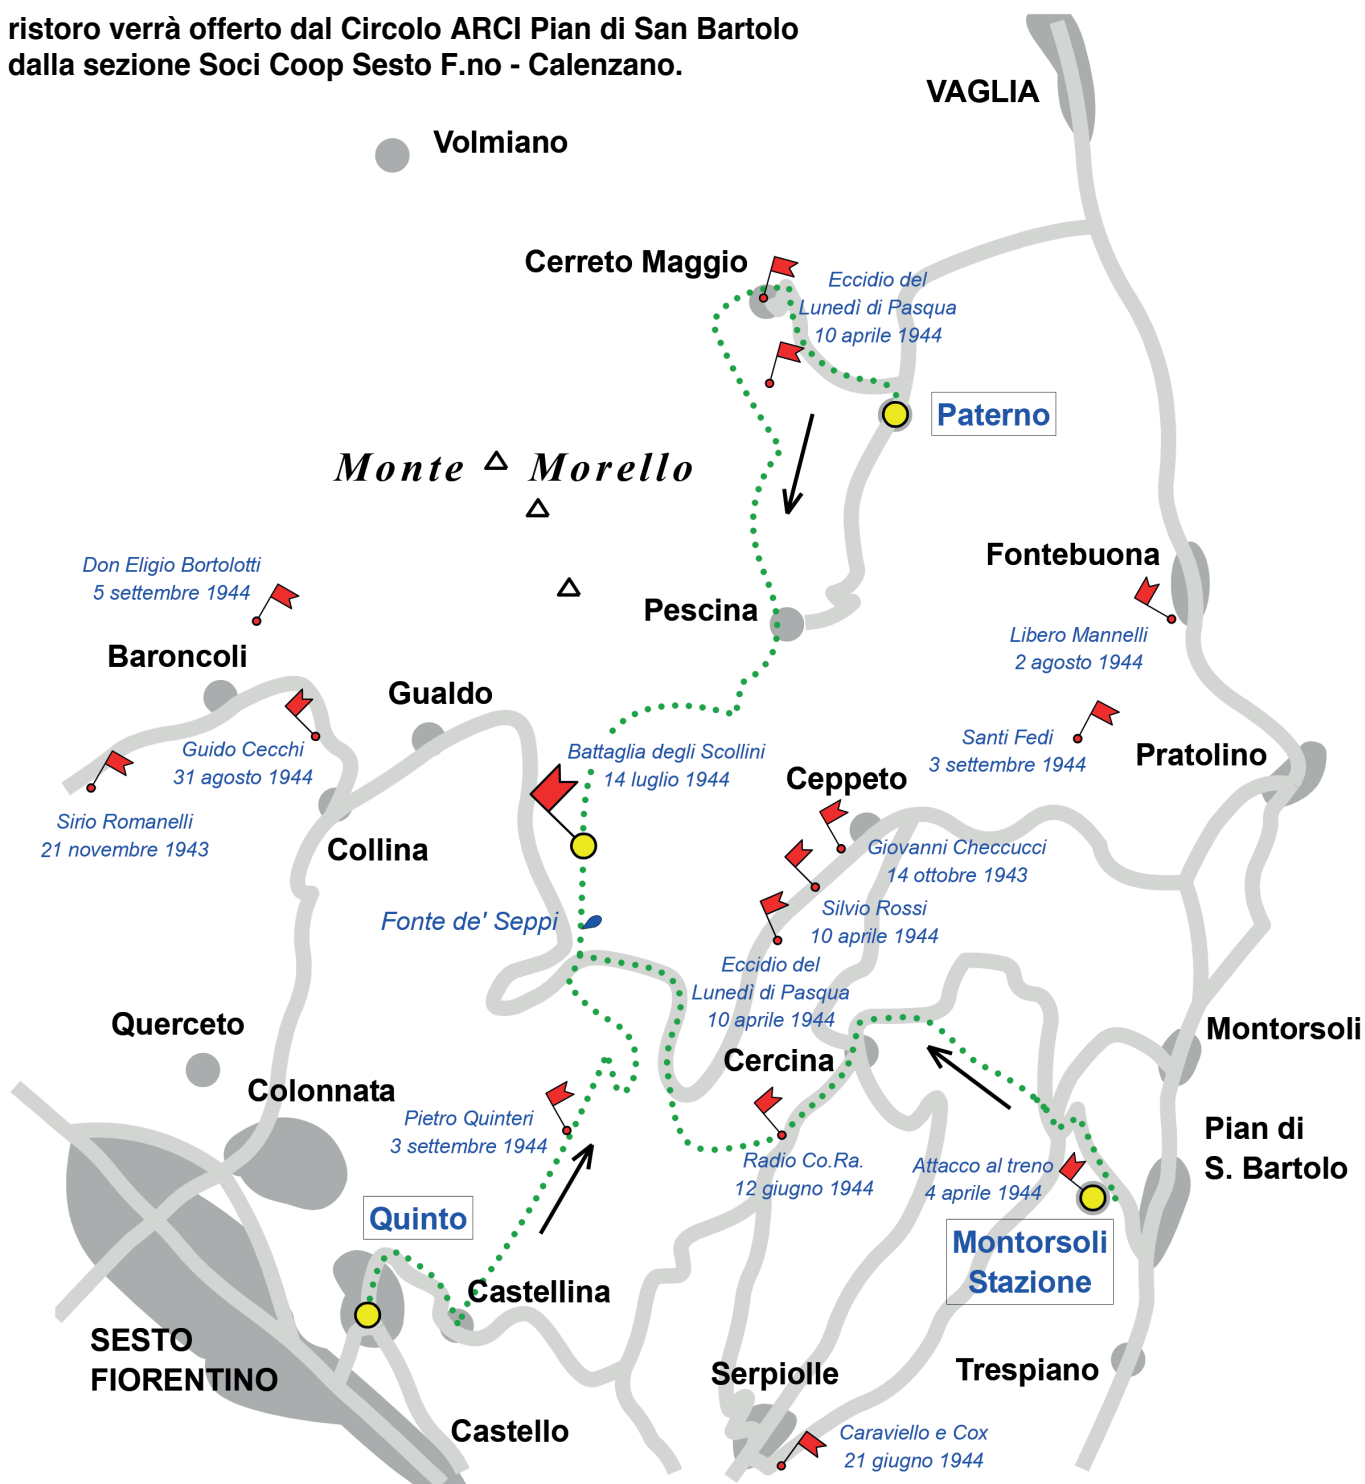 ristoro verrà offerto dal Circolo ARCI Pian di San Bartolo
dalla sezione Soci Coop Sesto F.no - Calenzano.
VAGLIA
Volmiano
Cerreto Maggio
Eccidio del
Lunedì di Pasqua
10 aprile 1944
Paterno
Monte Morello
Fontebuona
Don Eligio Bortolotti
5 settembre 1944
Pescina
Libero Mannelli
2 agosto 1944
Baroncoli
Gualdo
Guido Cecchi
31 agosto 1944
Battaglia degli Scollini
14 luglio 1944
Santi Fedi
3 settembre 1944
Pratolino
Ceppeto
Sirio Romanelli
21 novembre 1943
Collina
Giovanni Checcucci
14 ottobre 1943
Fonte de' Seppi
Silvio Rossi
10 aprile 1944
Eccidio del
Lunedì di Pasqua
10 aprile 1944
Querceto
Montorsoli
Cercina
Colonnata
Pietro Quinteri
3 settembre 1944
Pian di
S. Bartolo
Radio Co.Ra.
12 giugno 1944
Attacco al treno
4 aprile 1944
Quinto
Montorsoli
Stazione
Castellina
SESTO
FIORENTINO
Serpiolle
Trespiano
Castello
Caraviello e Cox
21 giugno 1944